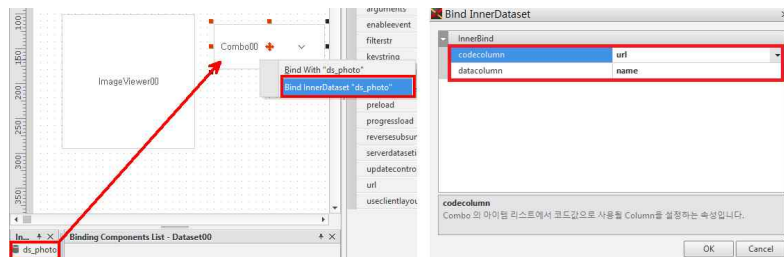 100
150
200
250
300
350
ImageViewer00
Combo00
Bind With "ds_photo"
Bind InnerDataset "ds_photo"
arguments
enableevent
filterstr
keystring
preload
progressload
reversesubsur
serverdataseti
updatecontro
url
useclientlayou
In...
Binding Components List - Dataset00
ds_photo
Bind InnerDataset
InnerBind
codecolumn url
datacolumn name
codecolumn
Combo 의 아이템 리스트에서 코드값으로 사용될 Column을 설정하는 속성입니다.
OK Cancel